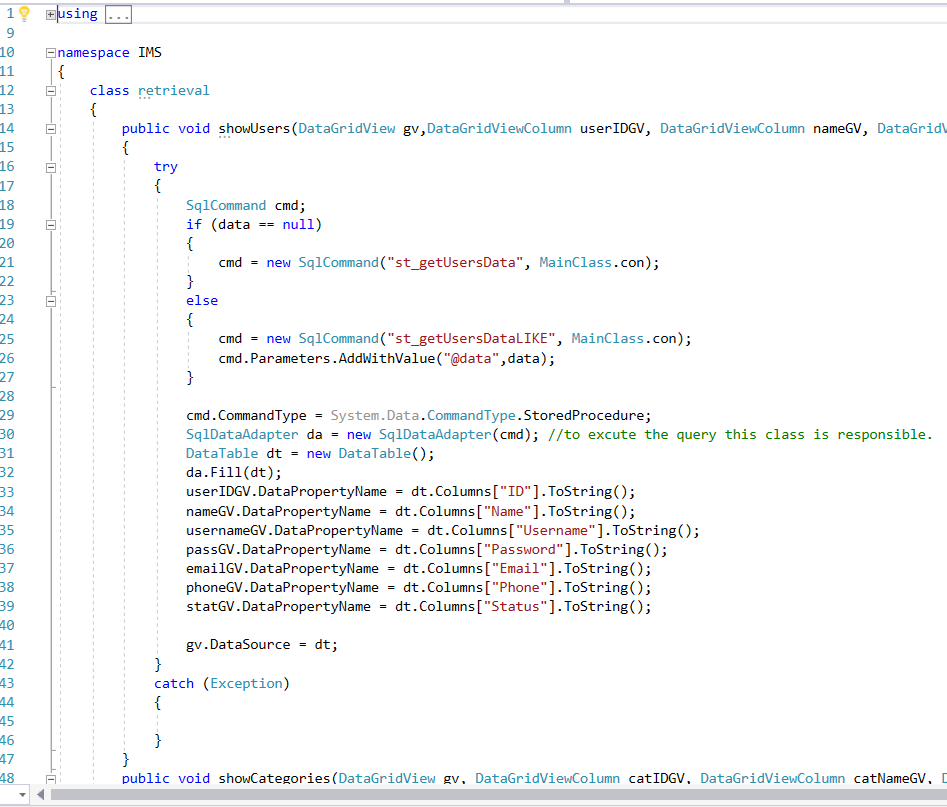 1 using ...
9
10 namespace IMS
11 {
12 class retrieval
13 {
14 public void showUsers(DataGridView gv,DataGridViewColumn userIDGV, DataGridViewColumn nameGV, DataGridV
15 {
16 try
17 {
18 SqlCommand cmd;
19 if (data == null)
20 {
21 cmd = new SqlCommand("st_getUsersData", MainClass.con);
22 }
23 else
24 {
25 cmd = new SqlCommand("st_getUsersDataLIKE", MainClass.con);
26 cmd.Parameters.AddWithValue("@data",data);
27 }
28
29 cmd.CommandType = System.Data.CommandType.StoredProcedure;
30 SqlDataAdapter da = new SqlDataAdapter(cmd); //to excute the query this class is responsible.
31 DataTable dt = new DataTable();
32 da.Fill(dt);
33 userIDGV.DataPropertyName = dt.Columns["ID"].ToString();
34 nameGV.DataPropertyName = dt.Columns["Name"].ToString();
35 usernameGV.DataPropertyName = dt.Columns["Username"].ToString();
36 passGV.DataPropertyName = dt.Columns["Password"].ToString();
37 emailGV.DataPropertyName = dt.Columns["Email"].ToString();
38 phoneGV.DataPropertyName = dt.Columns["Phone"].ToString();
39 statGV.DataPropertyName = dt.Columns["Status"].ToString();
40
41 gv.DataSource = dt;
42 }
43 catch (Exception)
44 {
45
46 }
47 }
48 public void showCategories(DataGridView gv, DataGridViewColumn catIDGV, DataGridViewColumn catNameGV, D